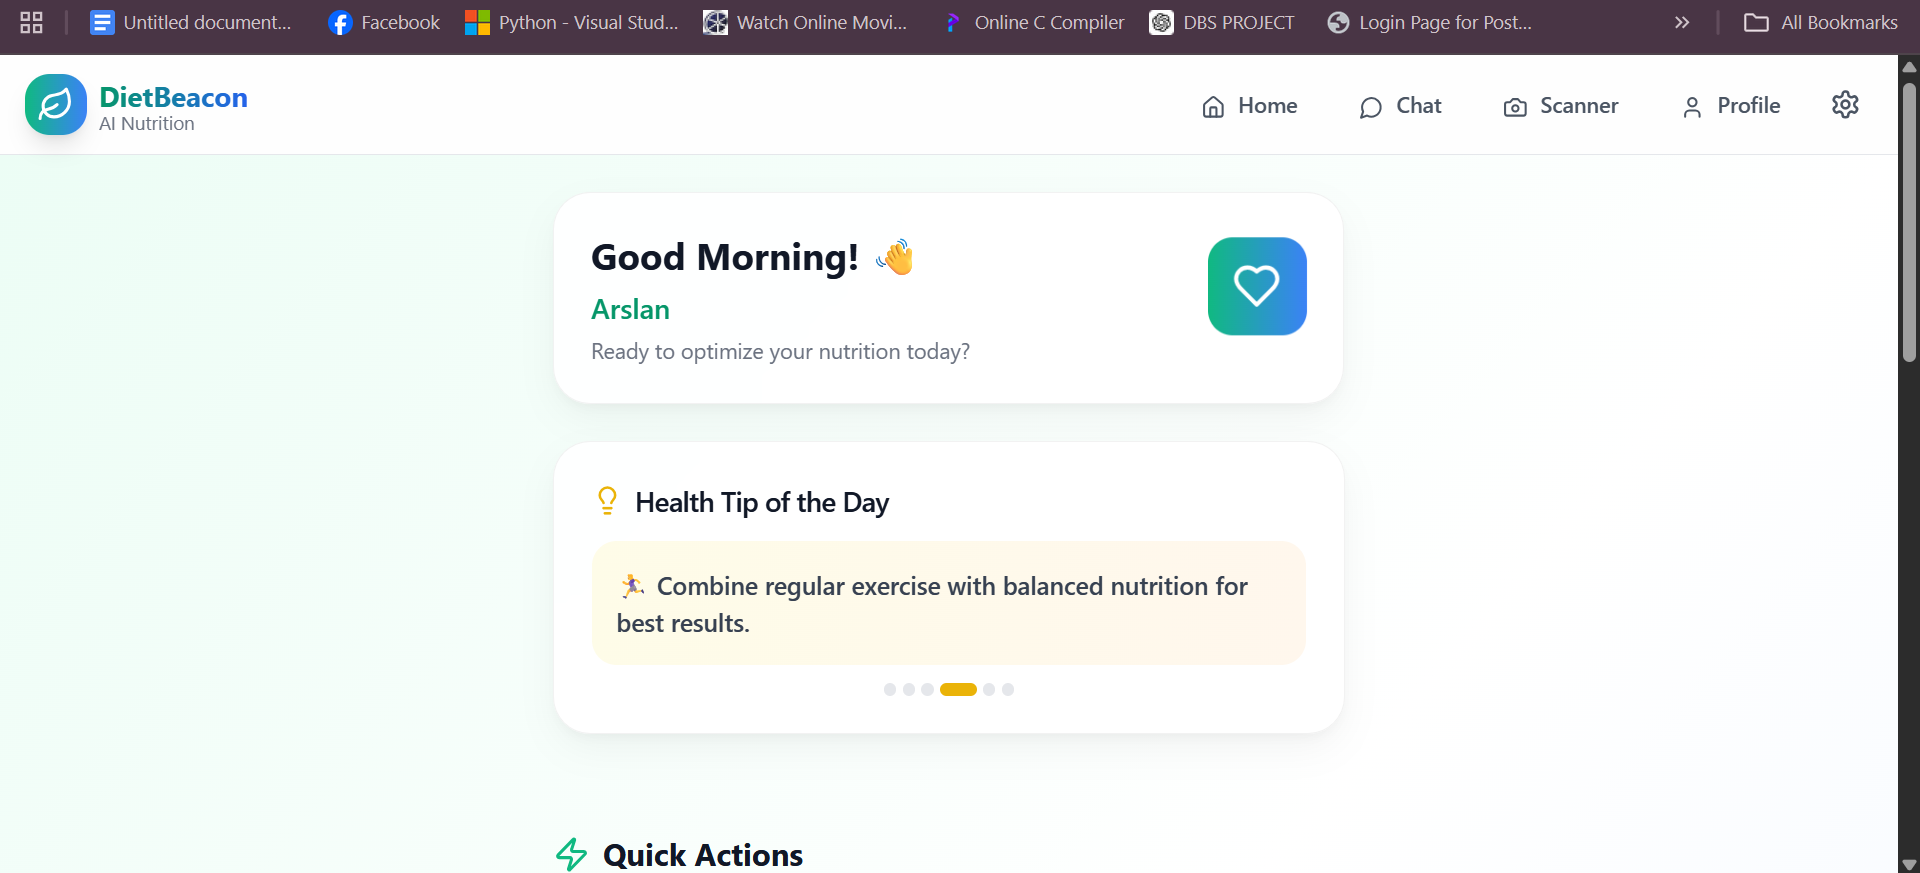 Untitled document...
Facebook
Python - Visual Stud...
Watch Online Movi...
Online C Compiler
DBS PROJECT
Login Page for Post...
All Bookmarks
DietBeacon
AI Nutrition
Home
Chat
Scanner
Profile
Good Morning! 👋
Arslan
Ready to optimize your nutrition today?
Health Tip of the Day
🏃‍♀️ Combine regular exercise with balanced nutrition for
best results.
Quick Actions